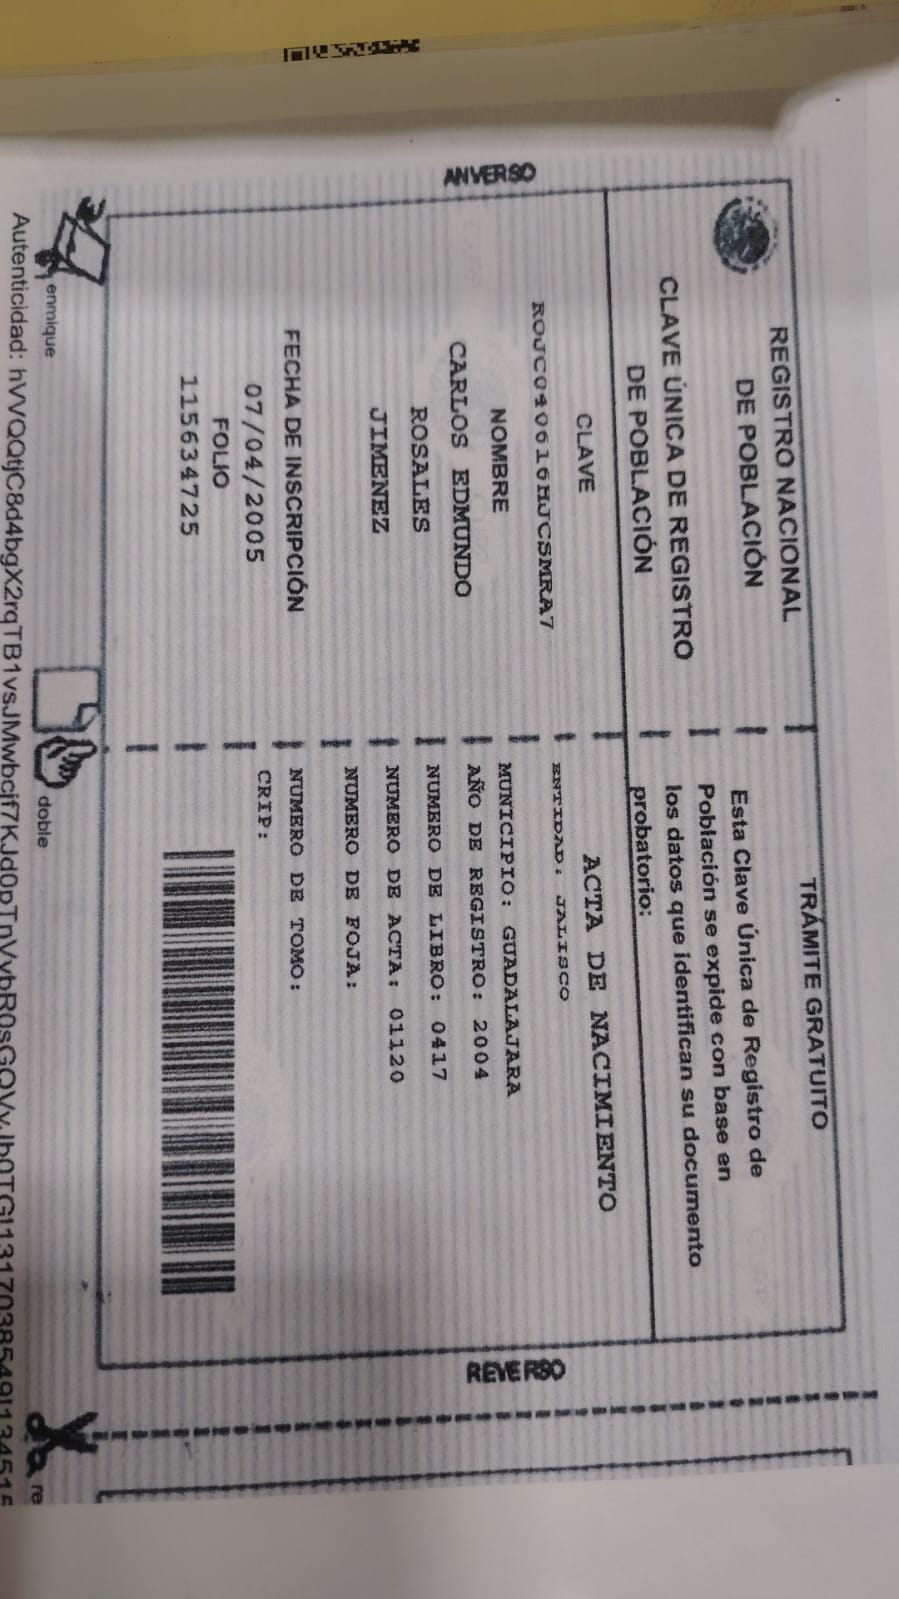 ANVERSO
REGISTRO NACIONAL
DE POBLACIÓN
CLAVE ÚNICA DE REGISTRO
DE POBLACIÓN
CLAVE
ROJC040616HJCSMRA7
NOMBRE
CARLOS EDMUNDO
ROSALES
JIMENEZ
FECHA DE INSCRIPCIÓN
07/04/2005
FOLIO
115634725
TRÁMITE GRATUITO
Esta Clave Única de Registro de
Población se expide con base en
los datos que identifican su documento
probatorio:
ACTA DE NACIMIENTO
ENTIDAD: JALISCO
MUNICIPIO: GUADALAJARA
AÑO DE REGISTRO: 2004
NUMERO DE LIBRO: 0417
NUMERO DE ACTA: 01120
NUMERO DE FOJA:
NUMERO DE TOMO:
CRIP:
REVERSO
enmique
doble
re
Autenticidad: